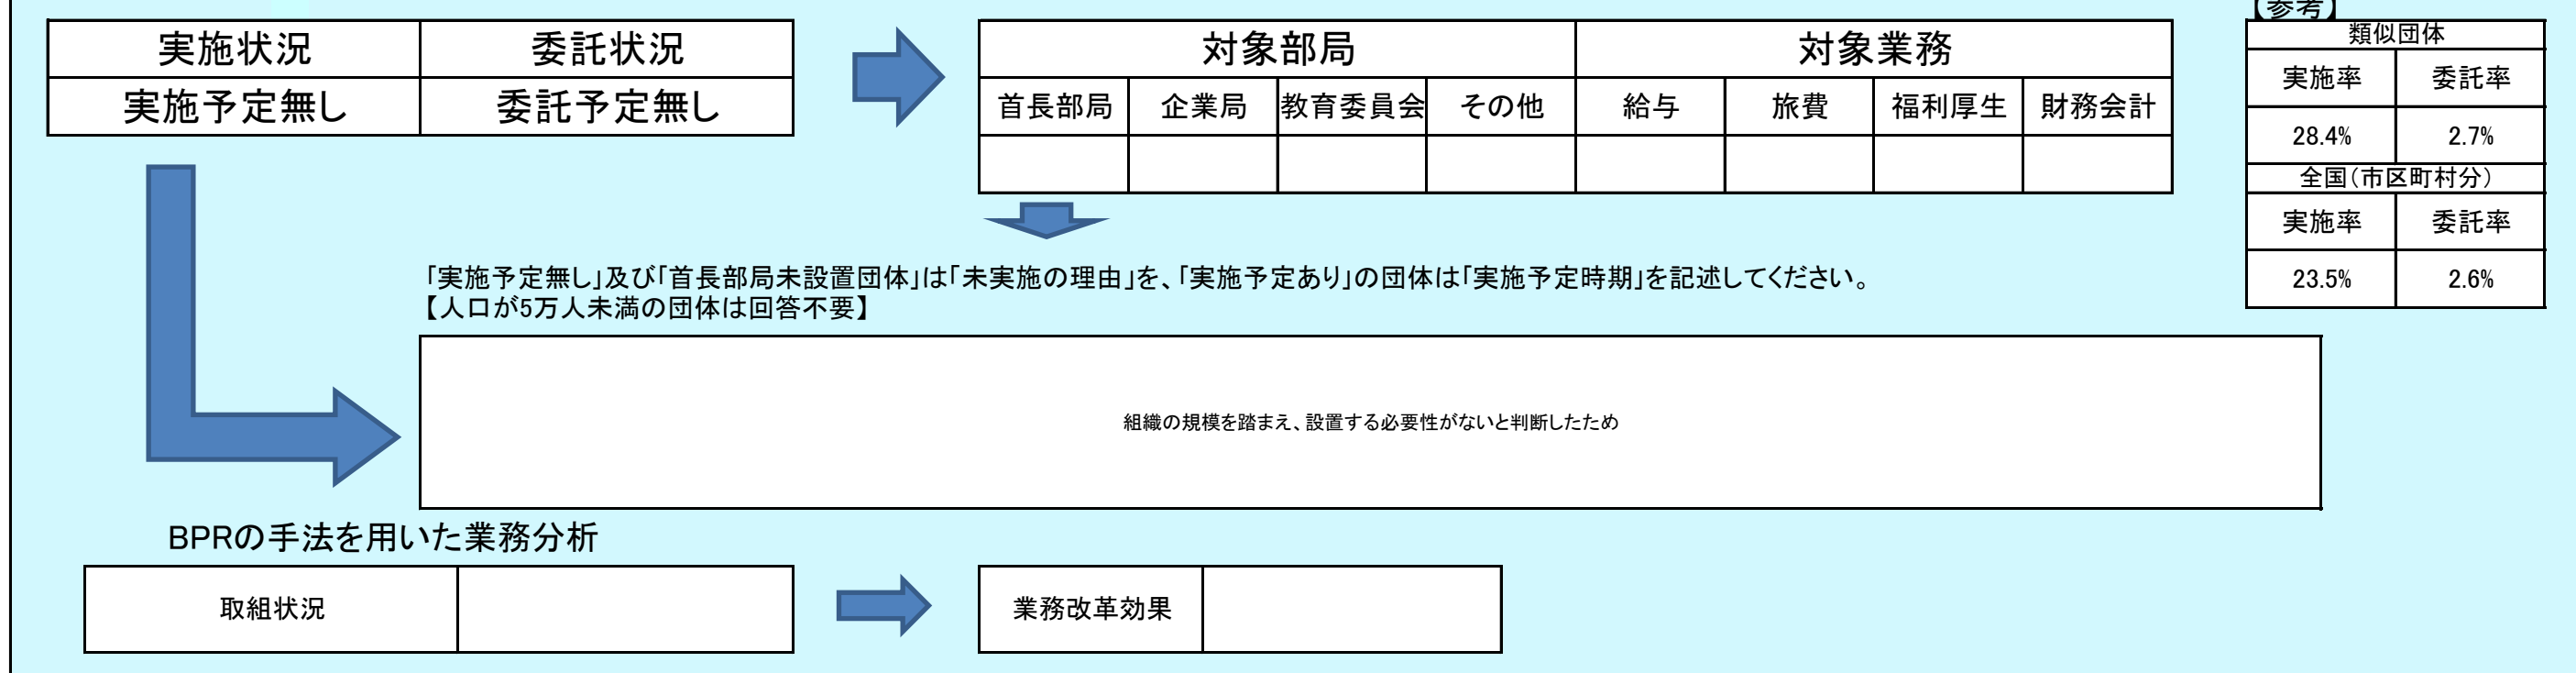 【参考】
実施状況 委託状況
実施予定無し 委託予定無し
対象部局 対象業務
首長部局 企業局 教育委員会 その他 給与 旅費 福利厚生 財務会計
類似団体
実施率 委託率
28.4% 2.7%
全国(市区町村分)
実施率 委託率
23.5% 2.6%
「実施予定無し」及び「首長部局未設置団体」は「未実施の理由」を、「実施予定あり」の団体は「実施予定時期」を記述してください。
【人口が5万人未満の団体は回答不要】
組織の規模を踏まえ、設置する必要性がないと判断したため
BPRの手法を用いた業務分析
取組状況
業務改革効果